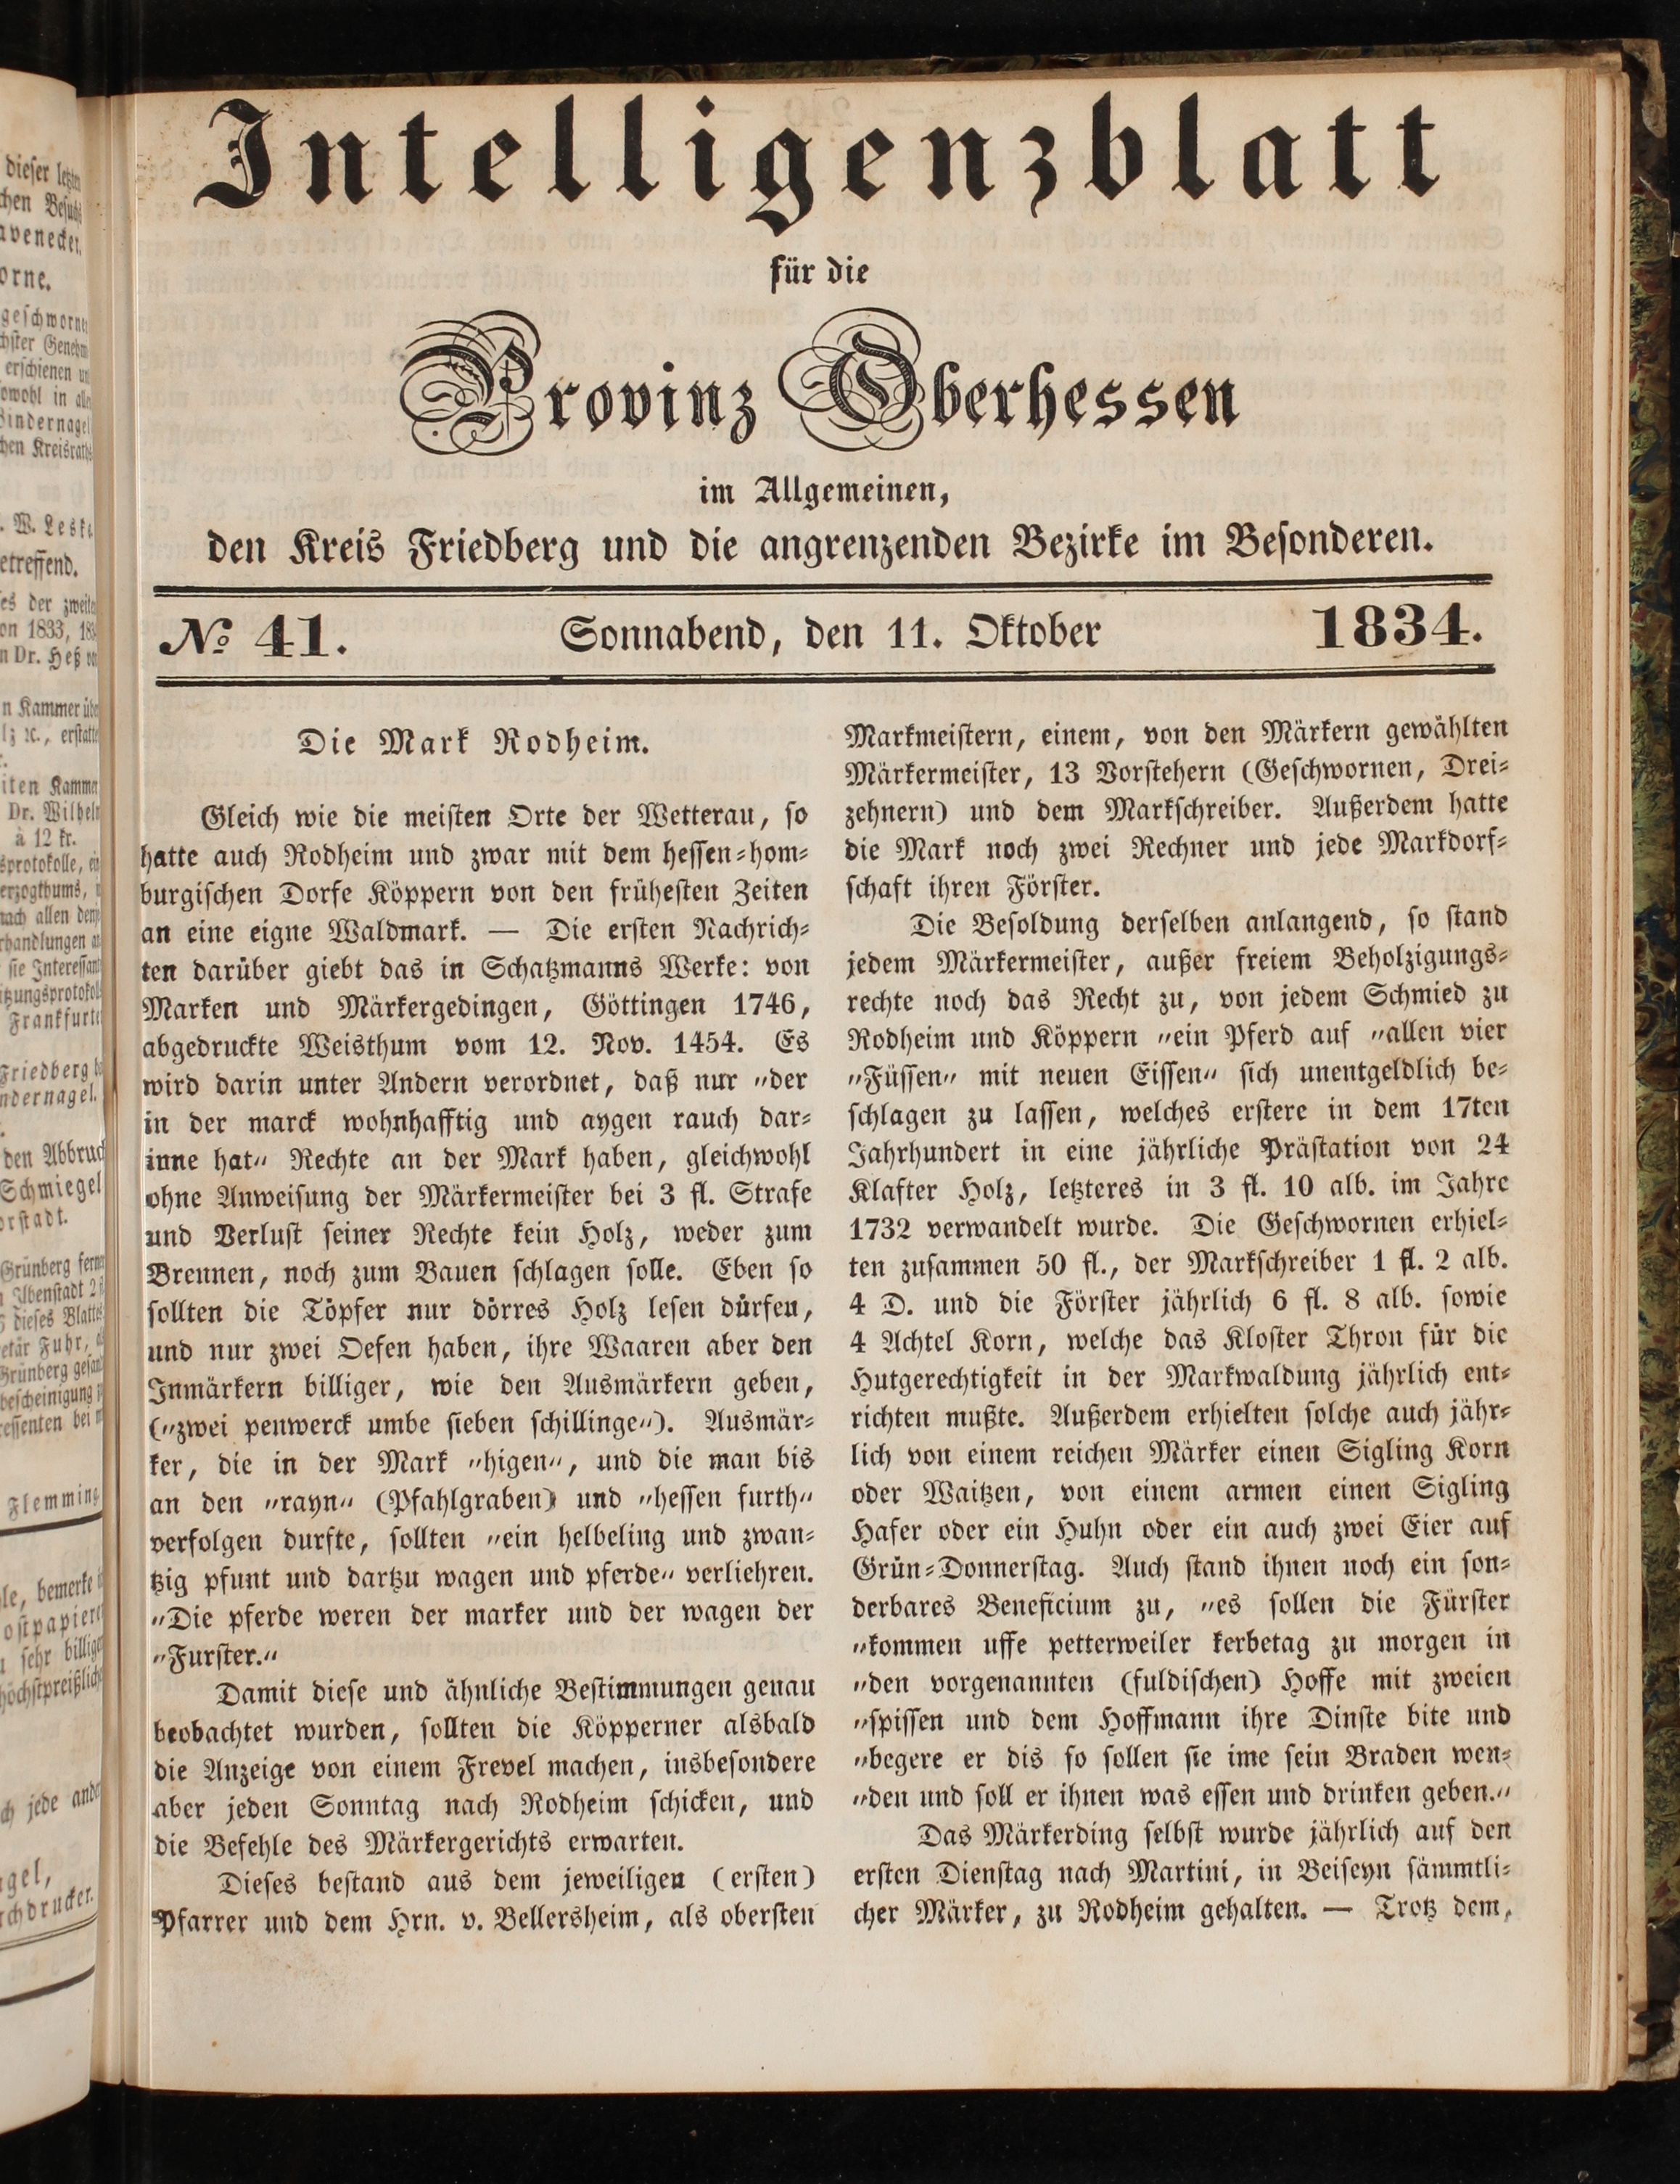 Intelligenzblatt
für die
Provinz Oberhessen
im Allgemeinen,
den Kreis Friedberg und die angrenzenden Bezirke im Besonderen.
№ 41. Sonnabend, den 11. Oktober 1834.
Die Mark Rodheim.
Gleich wie die meisten Orte der Wetterau, so
hatte auch Rodheim und zwar mit dem hessen-hom-
burgischen Dorfe Köppern von den frühesten Zeiten
an eine eigne Waldmark. — Die ersten Nachrich-
ten darüber giebt das in Schatzmanns Werke: von
Marken und Märkergedingen, Göttingen 1746,
abgedruckte Weisthum vom 12. Nov. 1454. Es
wird darin unter Andern verordnet, daß nur „der
in der marck wohnhafftig und aygen rauch dar-
inne hat“ Rechte an der Mark haben, gleichwohl
ohne Anweisung der Märkermeister bei 3 fl. Strafe
und Verlust seiner Rechte kein Holz, weder zum
Brennen, noch zum Bauen schlagen solle. Eben so
sollten die Töpfer nur dörres Holz lesen dürfen,
und nur zwei Oefen haben, ihre Waaren aber den
Inmärkern billiger, wie den Ausmärkern geben,
(„zwei penwerck umbe sieben schillinge“). Ausmär-
ker, die in der Mark „higen“, und die man bis
an den „rayn“ (Pfahlgraben) und „hessen furth“
verfolgen durfte, sollten „ein helbeling und zwan-
tzig pfunt und dartzu wagen und pferde“ verliehren.
„Die pferde weren der marker und der wagen der
„Furster.“
Damit diese und ähnliche Bestimmungen genau
beobachtet wurden, sollten die Köpperner alsbald
die Anzeige von einem Frevel machen, insbesondere
aber jeden Sonntag nach Rodheim schicken, und
die Befehle des Märkergerichts erwarten.
Dieses bestand aus dem jeweiligen (ersten)
Pfarrer und dem Hrn. v. Bellersheim, als obersten
Markmeistern, einem, von den Märkern gewählten
Märkermeister, 13 Vorstehern (Geschwornen, Drei-
zehnern) und dem Markschreiber. Außerdem hatte
die Mark noch zwei Rechner und jede Markdorf-
schaft ihren Förster.
Die Besoldung derselben anlangend, so stand
jedem Märkermeister, außer freiem Beholzigungs-
rechte noch das Recht zu, von jedem Schmied zu
Rodheim und Köppern „ein Pferd auf „allen vier
„Füssen“ mit neuen Eissen“ sich unentgeldlich be-
schlagen zu lassen, welches erstere in dem 17ten
Jahrhundert in eine jährliche Prästation von 24
Klafter Holz, letzteres in 3 fl. 10 alb. im Jahre
1732 verwandelt wurde. Die Geschwornen erhiel-
ten zusammen 50 fl., der Markschreiber 1 fl. 2 alb.
4 D. und die Förster jährlich 6 fl. 8 alb. sowie
4 Achtel Korn, welche das Kloster Thron für die
Hutgerechtigkeit in der Markwaldung jährlich ent-
richten mußte. Außerdem erhielten solche auch jähr-
lich von einem reichen Märker einen Sigling Korn
oder Waitzen, von einem armen einen Sigling
Hafer oder ein Huhn oder ein auch zwei Eier auf
Grün-Donnerstag. Auch stand ihnen noch ein son-
derbares Beneficium zu, „es sollen die Fürster
„kommen uffe petterweiler kerbetag zu morgen in
„den vorgenannten (fuldischen) Hoffe mit zweien
„spissen und dem Hoffmann ihre Dinste bite und
„begere er dis so sollen sie ime sein Braden wen-
„den und soll er ihnen was essen und drinken geben.“
Das Märkerding selbst wurde jährlich auf den
ersten Dienstag nach Martini, in Beiseyn sämmtli-
cher Märker, zu Rodheim gehalten. — Trotz dem,